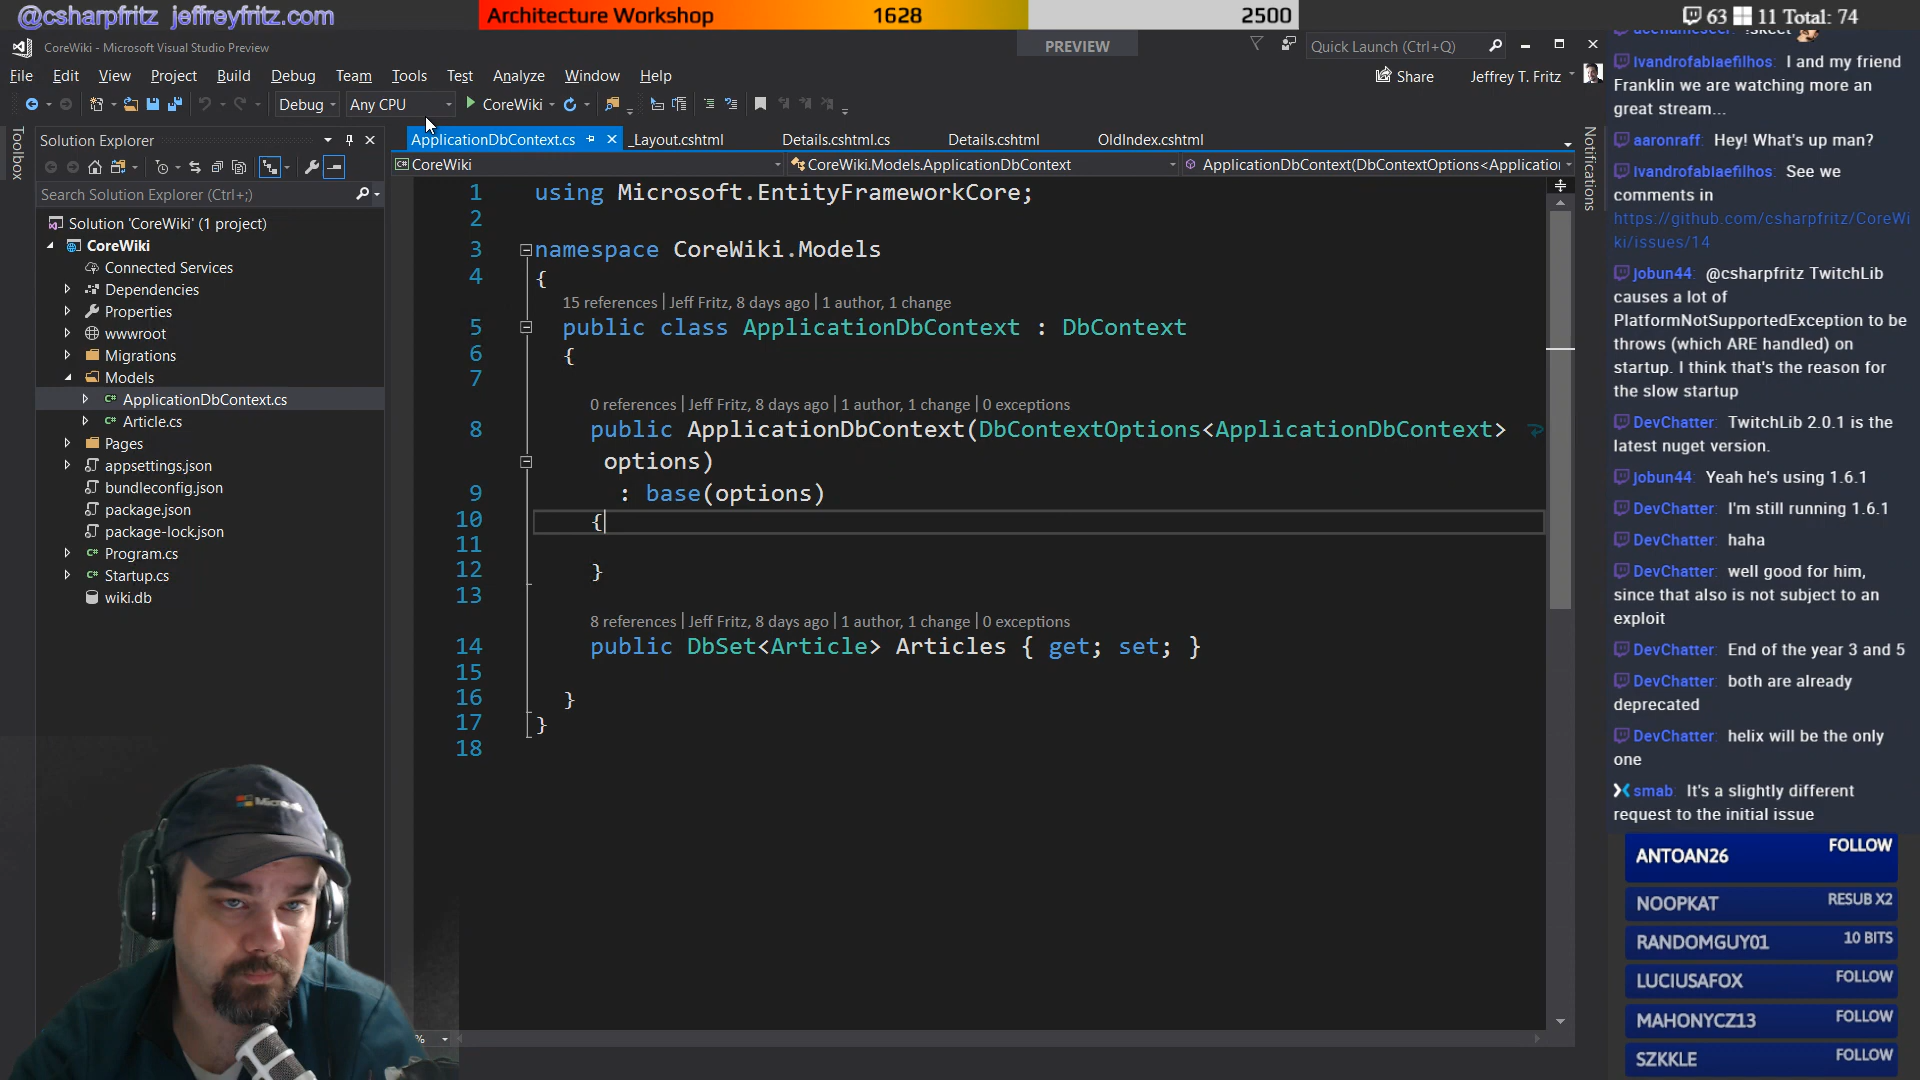 @csharpfritz jeffreyfritz.com
Architecture Workshop 1628 2500
63 11 Total: 74
CoreWiki - Microsoft Visual Studio Preview
PREVIEW
Quick Launch (Ctrl+Q)
File Edit View Project Build Debug Team Tools Test Analyze Window Help
Share Jeffrey T. Fritz
Debug Any CPU CoreWiki
Toolbox
Solution Explorer
Search Solution Explorer (Ctrl+;)
Solution 'CoreWiki' (1 project)
CoreWiki
Connected Services
Dependencies
Properties
wwwroot
Migrations
Models
ApplicationDbContext.cs
Article.cs
Pages
appsettings.json
bundleconfig.json
package.json
package-lock.json
Program.cs
Startup.cs
wiki.db
ApplicationDbContext.cs _Layout.cshtml Details.cshtml.cs Details.cshtml OldIndex.cshtml
CoreWiki CoreWiki.Models.ApplicationDbContext ApplicationDbContext(DbContextOptions<Applicatio
1 using Microsoft.EntityFrameworkCore;
2
3 namespace CoreWiki.Models
4 {
15 references | Jeff Fritz, 8 days ago | 1 author, 1 change
5 public class ApplicationDbContext : DbContext
6 {
7
0 references | Jeff Fritz, 8 days ago | 1 author, 1 change | 0 exceptions
8 public ApplicationDbContext(DbContextOptions<ApplicationDbContext>
options)
9 : base(options)
10 {
11
12 }
13
8 references | Jeff Fritz, 8 days ago | 1 author, 1 change | 0 exceptions
14 public DbSet<Article> Articles { get; set; }
15
16 }
17 }
18
%
Notifications
Microsoft
lvandrofabiaefilhos: I and my friend
Franklin we are watching more an
great stream...
aaronraff: Hey! What's up man?
lvandrofabiaefilhos: See we
comments in
https://github.com/csharpfritz/CoreWi
ki/issues/14
jobun44: @csharpfritz TwitchLib
causes a lot of
PlatformNotSupportedException to be
throws (which ARE handled) on
startup. I think that's the reason for
the slow startup
DevChatter: TwitchLib 2.0.1 is the
latest nuget version.
jobun44: Yeah he's using 1.6.1
DevChatter: I'm still running 1.6.1
DevChatter: haha
DevChatter: well good for him,
since that also is not subject to an
exploit
DevChatter: End of the year 3 and 5
DevChatter: both are already
deprecated
DevChatter: helix will be the only
one
smab: It's a slightly different
request to the initial issue
ANTOAN26 FOLLOW
NOOPKAT RESUB X2
RANDOMGUY01 10 BITS
LUCIUSAFOX FOLLOW
MAHONYCZ13 FOLLOW
SZKKLE FOLLOW